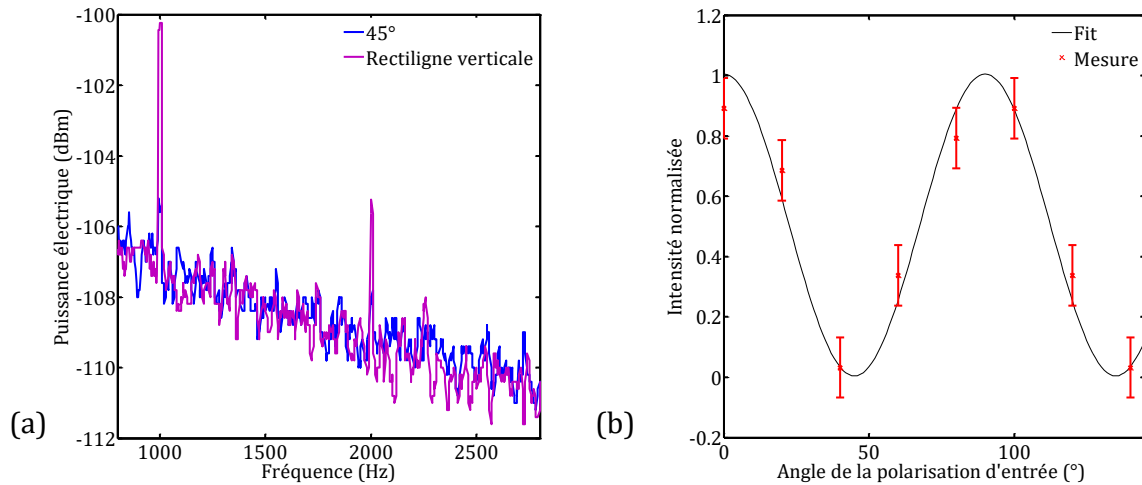 -100
-102
-104
-106
-108
-110
-112
Puissance électrique (dBm)
45°
Rectiligne verticale
1000
1500
2000
2500
Fréquence (Hz)
(a)
1.2
1
0.8
0.6
0.4
0.2
0
-0.2
Intensité normalisée
Fit
Mesure
0
50
100
Angle de la polarisation d'entrée (°)
(b)